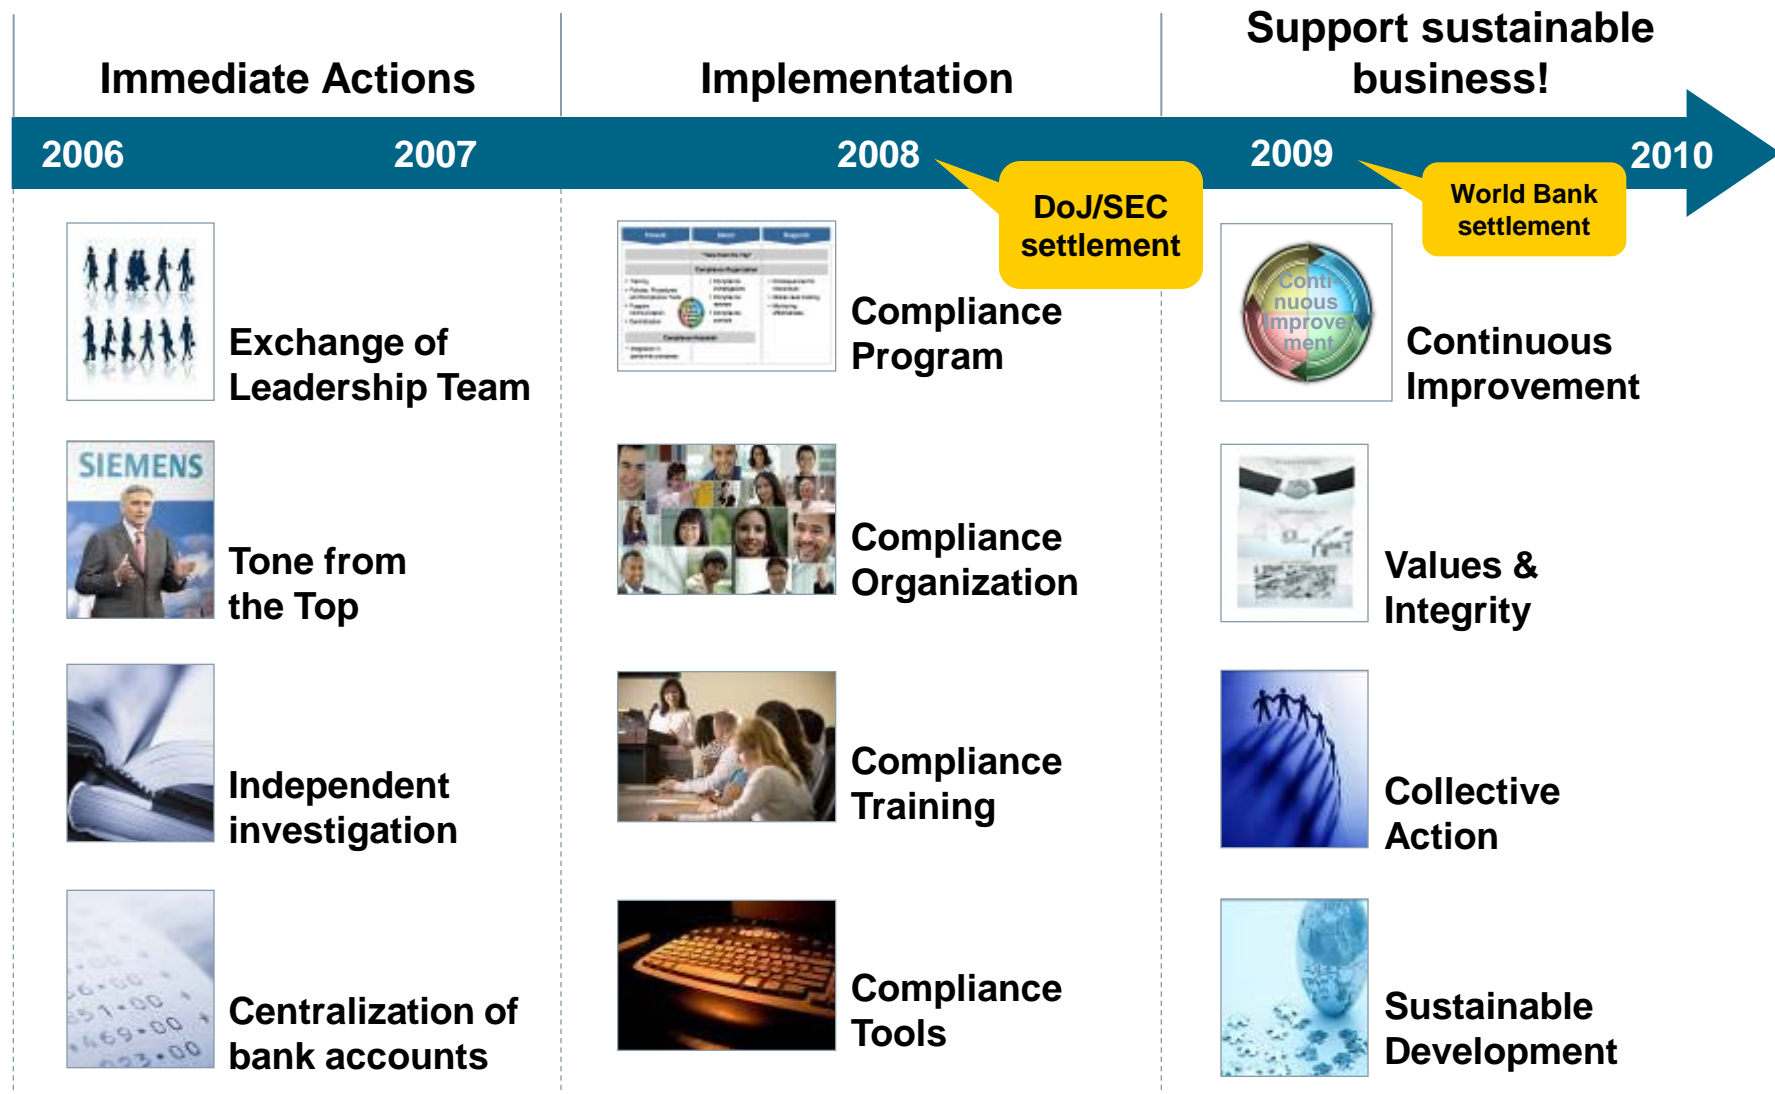 Immediate Actions
Implementation
Support sustainable
business!
2006
2007
2008
2009
2010
DoJ/SEC
settlement
World Bank
settlement
Exchange of
Leadership Team
SIEMENS
Tone from
the Top
Independent
investigation
Centralization of
bank accounts
Compliance
Program
Compliance
Organization
Compliance
Training
Compliance
Tools
Conti-
nuous
Improve-
ment
Continuous
Improvement
Values &
Integrity
Collective
Action
Sustainable
Development